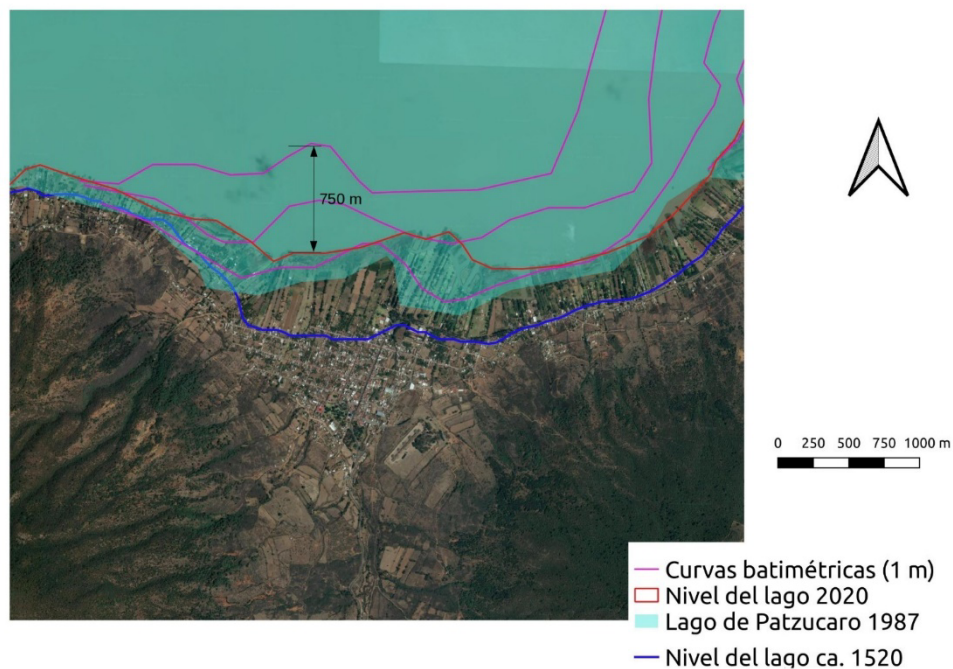 750 m
0 250 500 750 1000 m
Curvas batimétricas (1 m)
Nivel del lago 2020
Lago de Patzucaro 1987
Nivel del lago ca. 1520